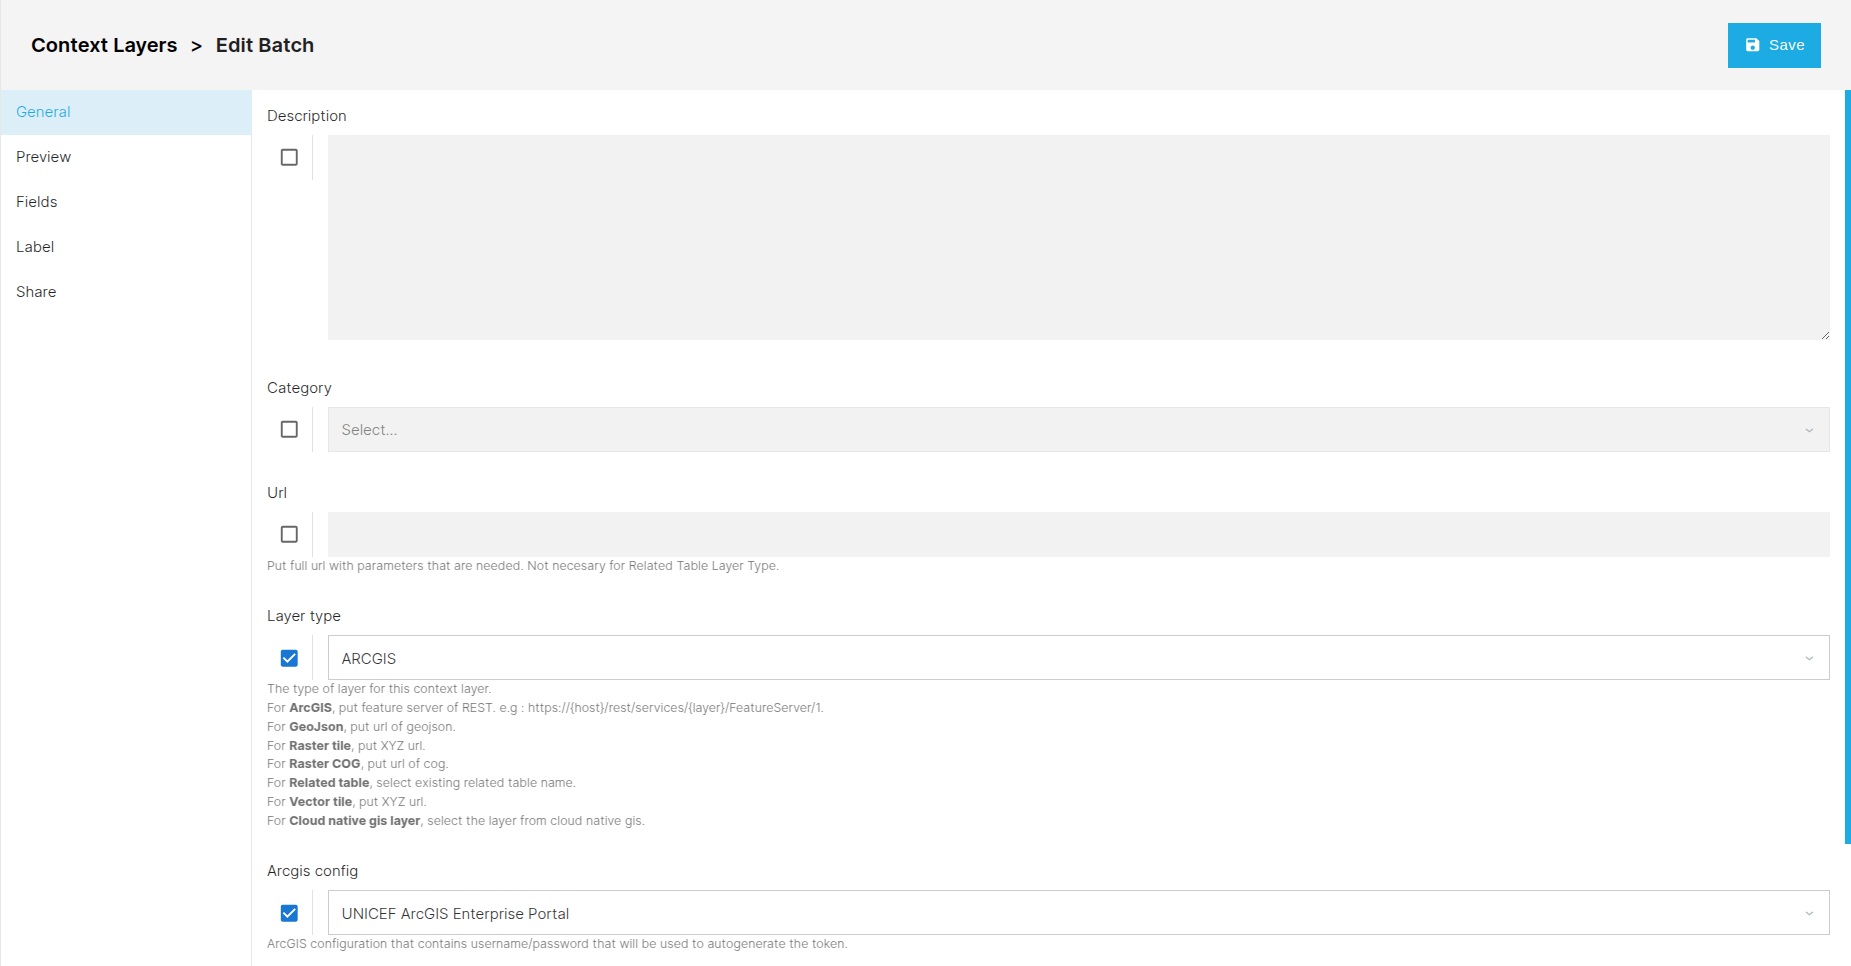 Context Layers > Edit Batch
Save
General
Preview
Fields
Label
Share
Description
Category
Select...
Url
Put full url with parameters that are needed. Not necesary for Related Table Layer Type.
Layer type
ARCGIS
The type of layer for this context layer.
For ArcGIS, put feature server of REST. e.g : https://{host}/rest/services/{layer}/FeatureServer/1.
For GeoJson, put url of geojson.
For Raster tile, put XYZ url.
For Raster COG, put url of cog.
For Related table, select existing related table name.
For Vector tile, put XYZ url.
For Cloud native gis layer, select the layer from cloud native gis.
Arcgis config
UNICEF ArcGIS Enterprise Portal
ArcGIS configuration that contains username/password that will be used to autogenerate the token.